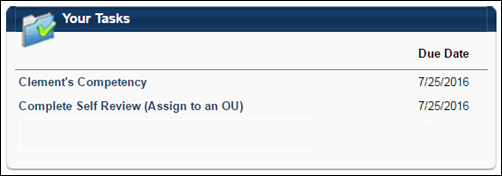 Your Tasks
Due Date
Clement's Competency 7/25/2016
Complete Self Review (Assign to an OU) 7/25/2016